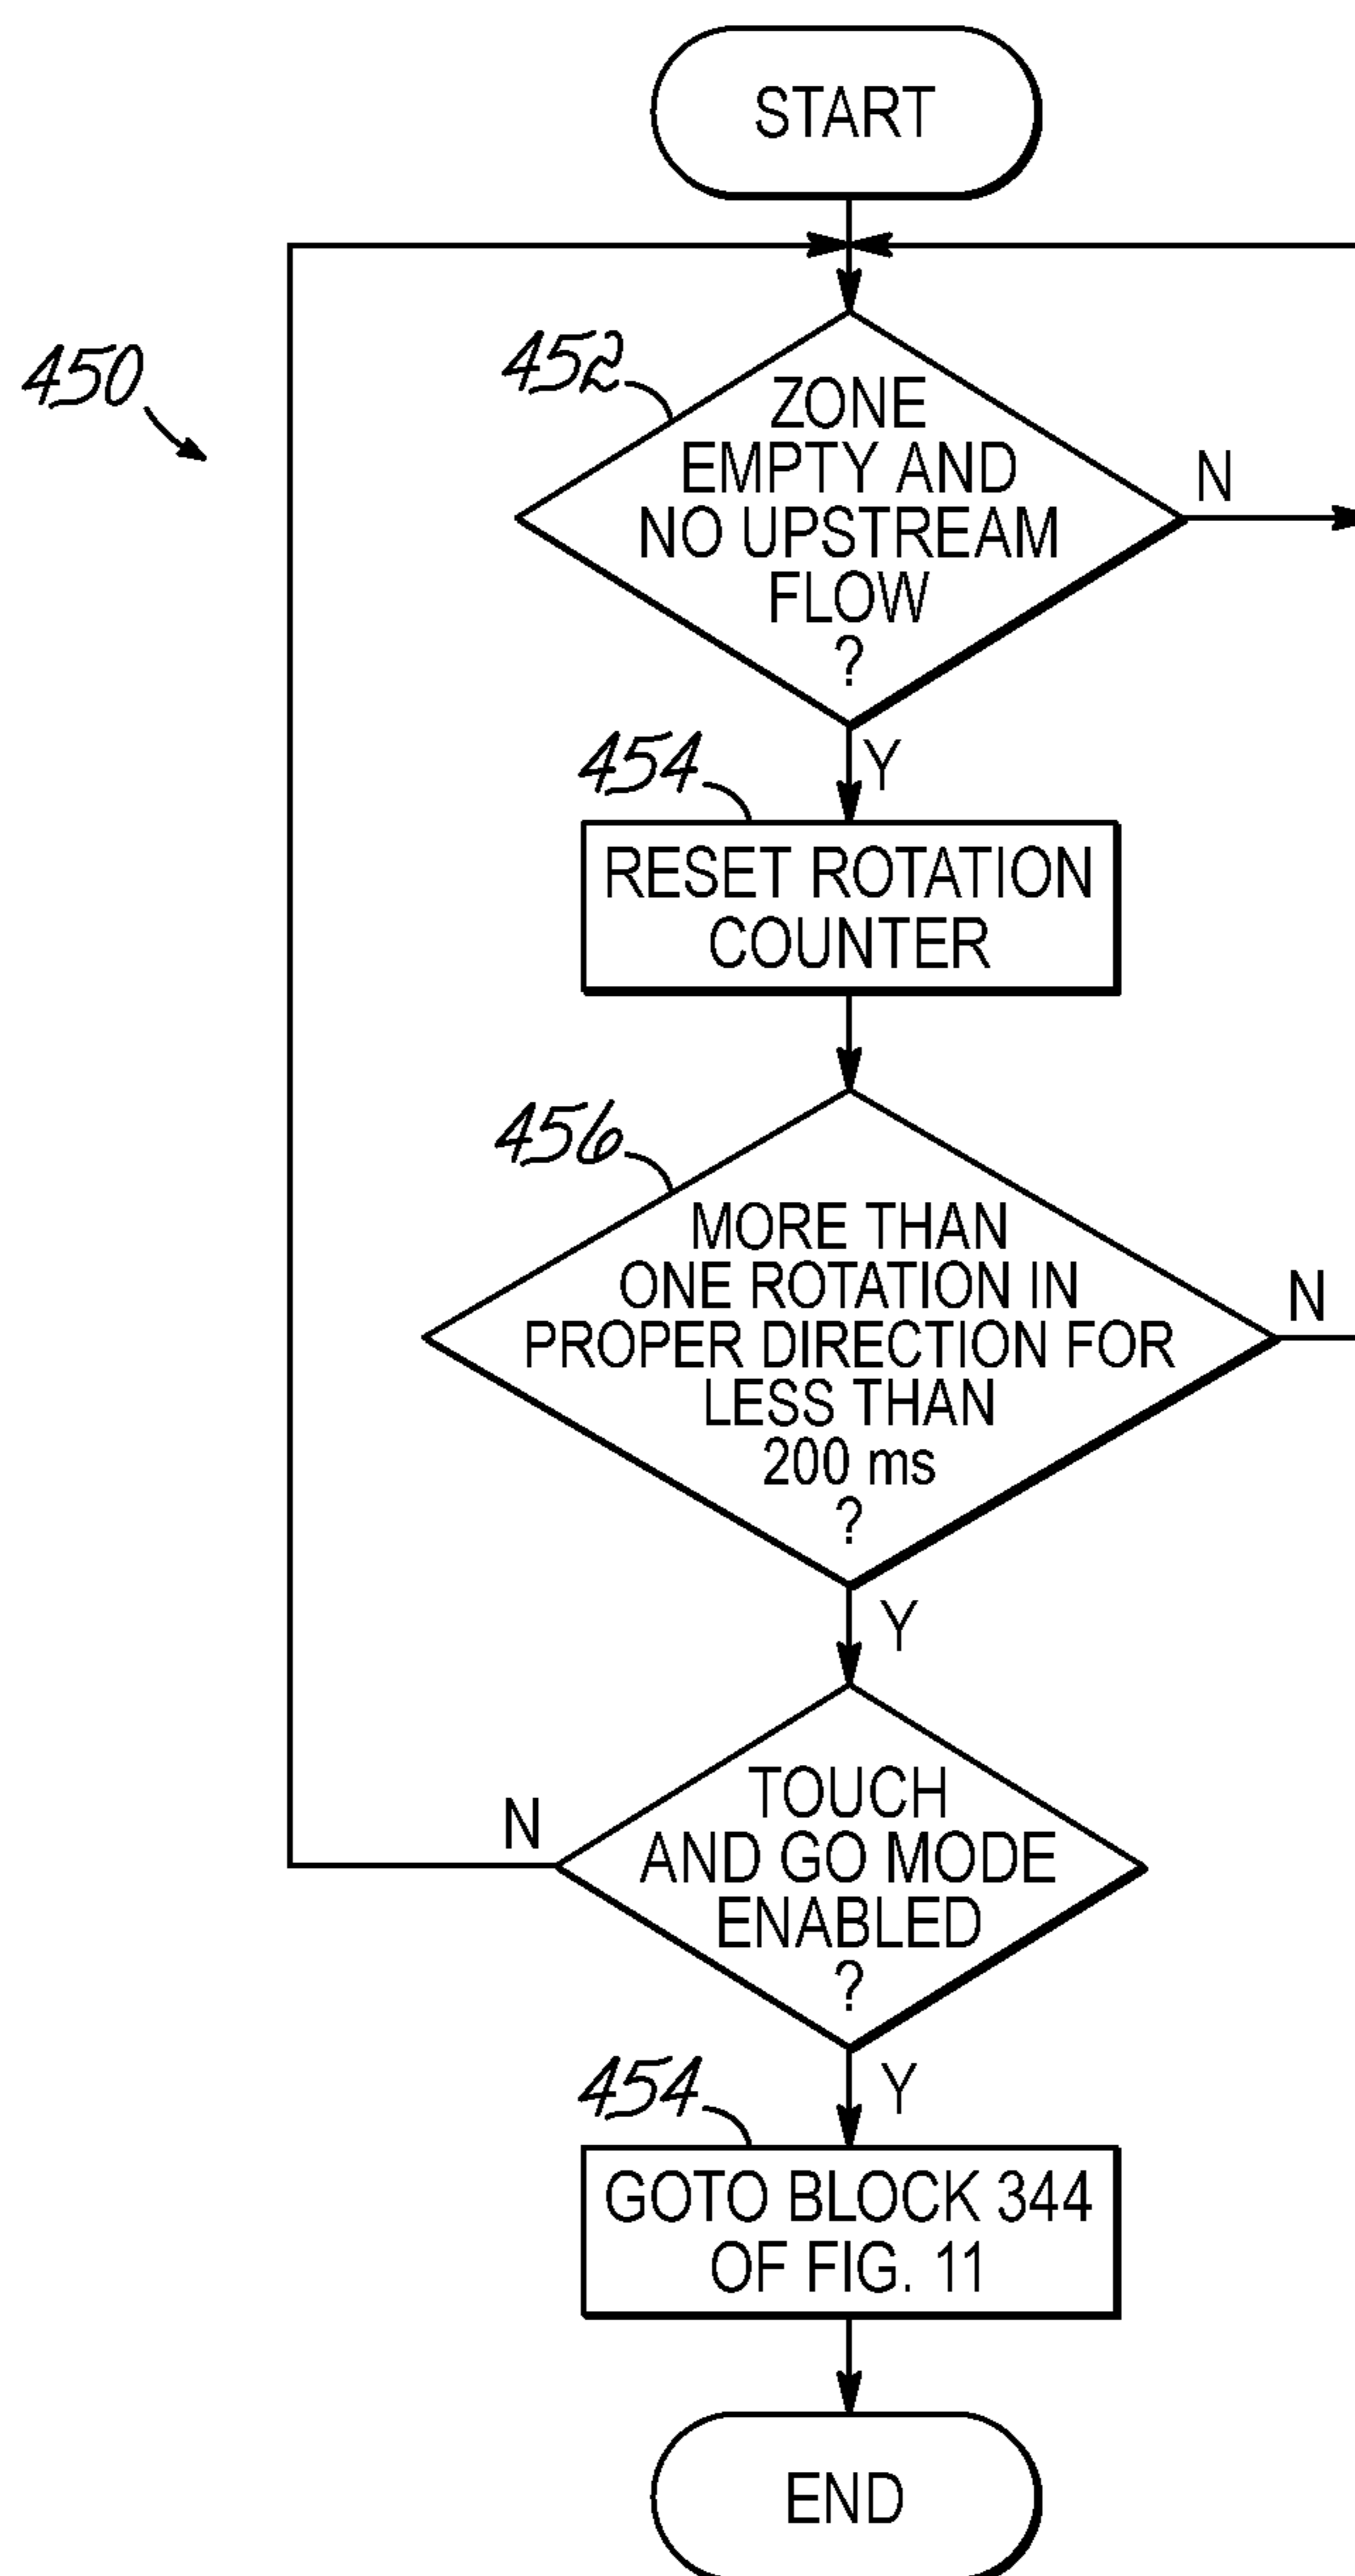 START
450
452
ZONE
EMPTY AND
NO UPSTREAM
FLOW
?
N
Y
454
RESET ROTATION
COUNTER
456
MORE THAN
ONE ROTATION IN
PROPER DIRECTION FOR
LESS THAN
200 ms
?
N
Y
TOUCH
AND GO MODE
ENABLED
?
N
Y
454
GOTO BLOCK 344
OF FIG. 11
END